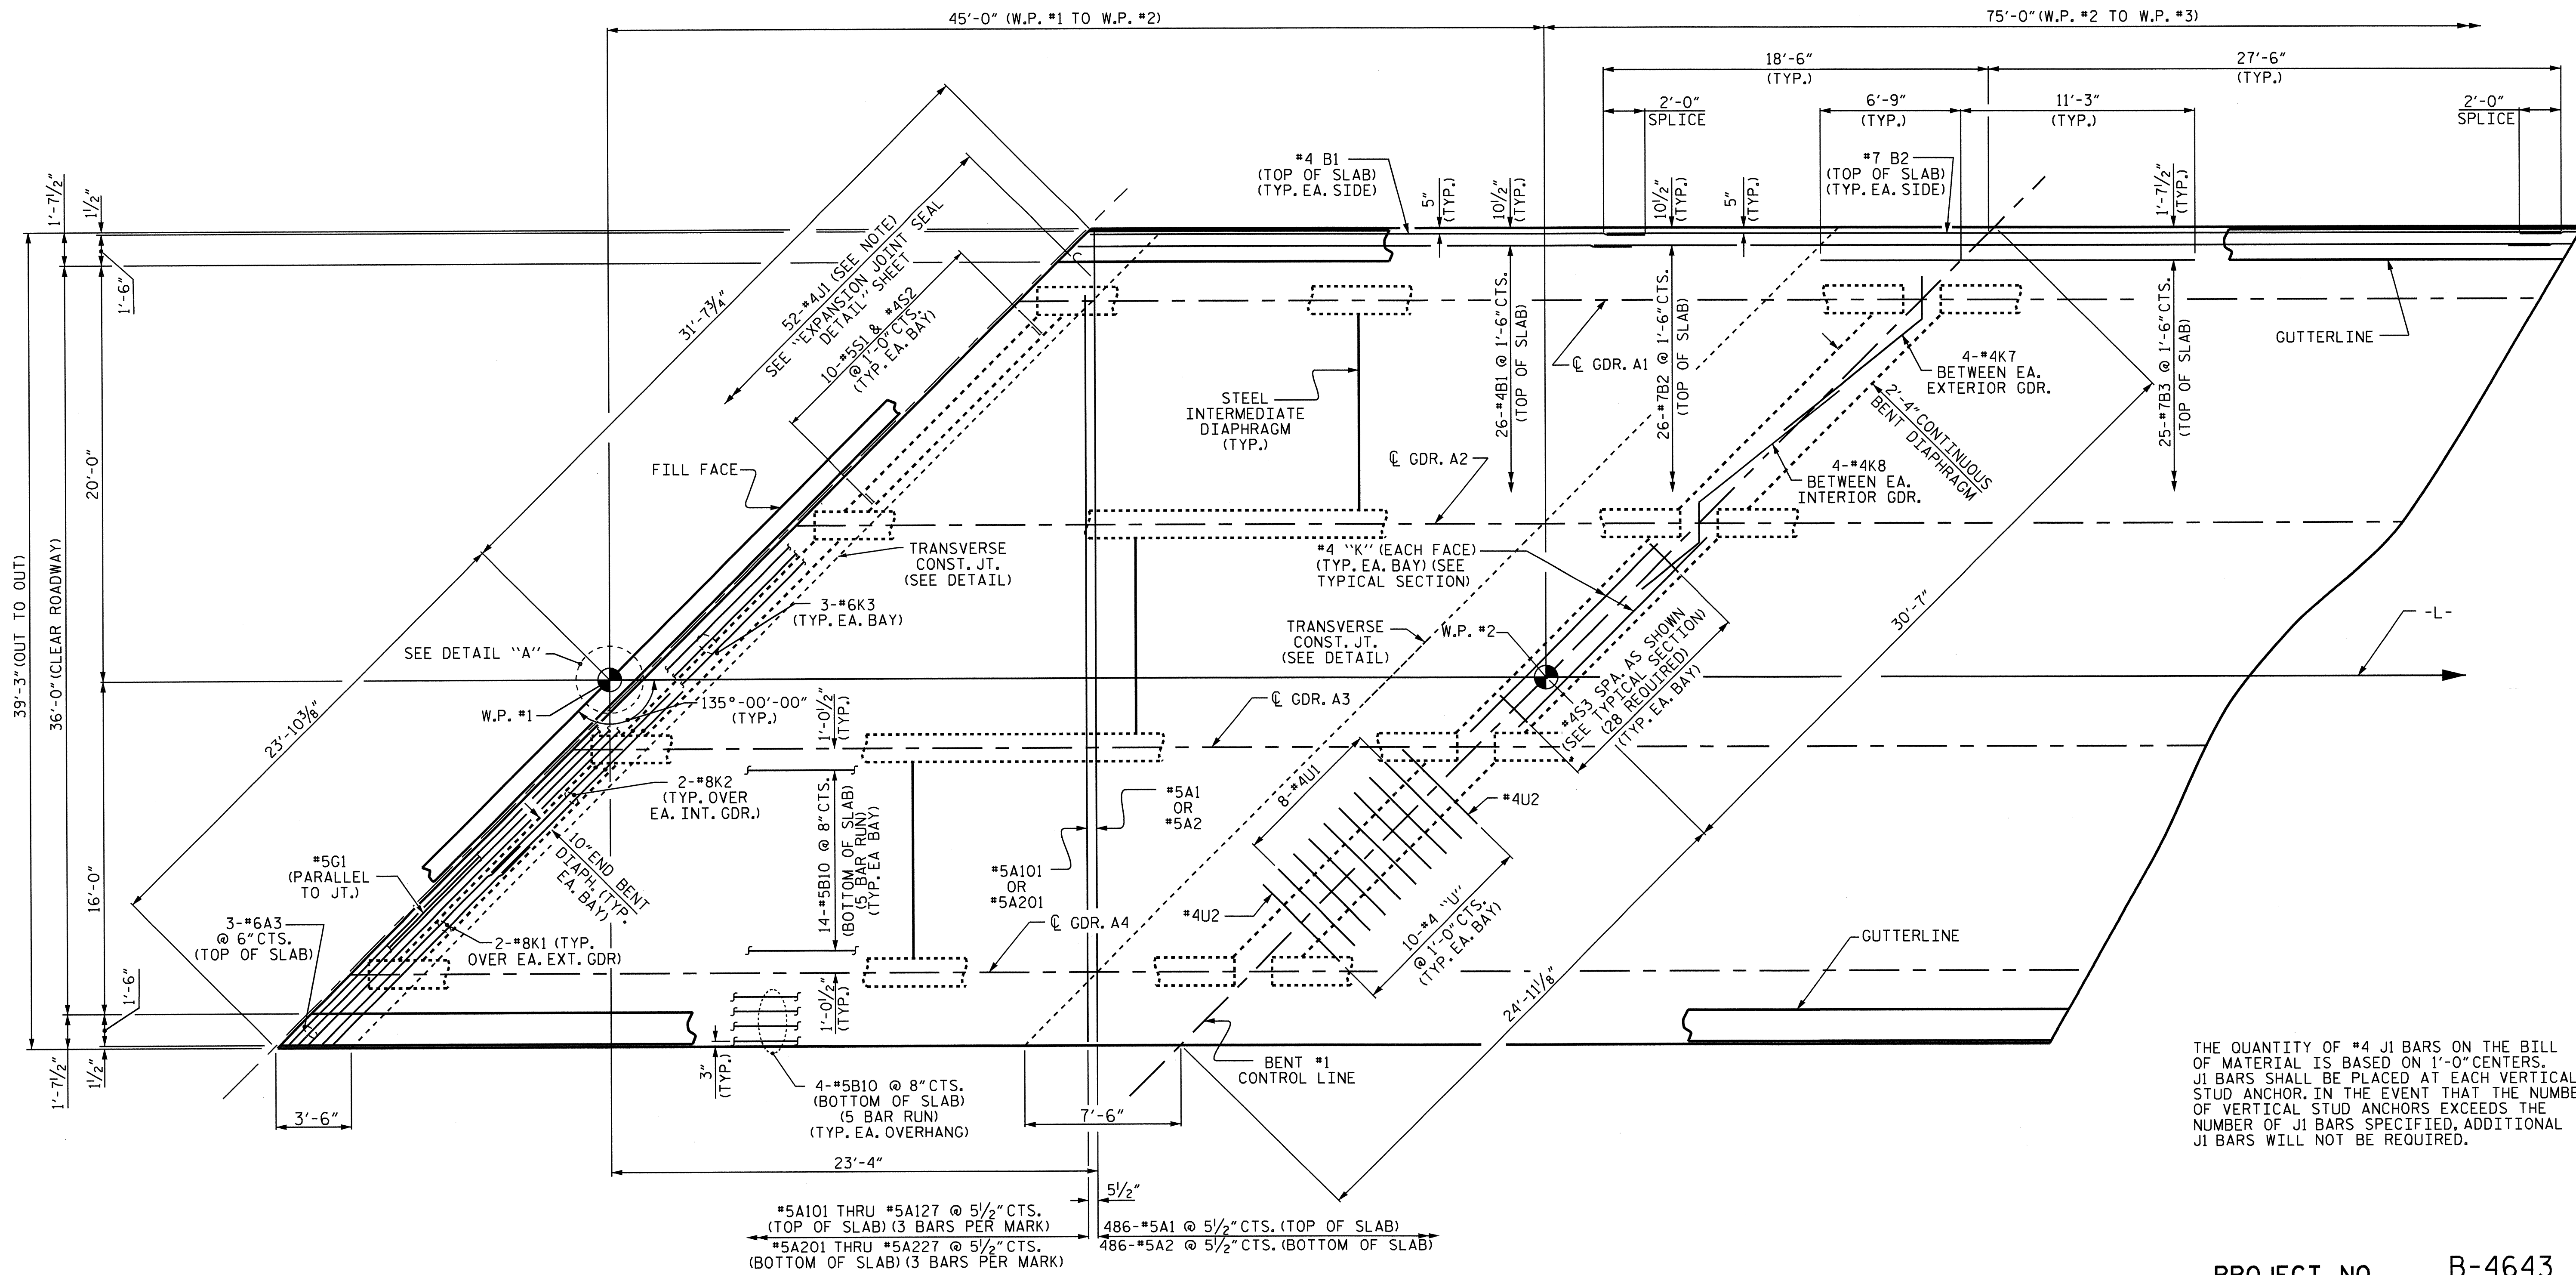 45'-0" (W.P. #1 TO W.P. #2)
75'-0" (W.P. #2 TO W.P. #3)
18'-6"
(TYP.)
27'-6"
(TYP.)
2'-0"
SPLICE
6'-9"
(TYP.)
11'-3"
(TYP.)
2'-0"
SPLICE
#4 B1
(TOP OF SLAB)
(TYP. EA. SIDE)
5"
(TYP.)
10½"
(TYP.)
10½"
(TYP.)
5"
(TYP.)
#7 B2
(TOP OF SLAB)
(TYP. EA. SIDE)
1'-7½"
(TYP.)
1'-7½"
1½"
1'-6"
39'-3" (OUT TO OUT)
36'-0" (CLEAR ROADWAY)
20'-0"
16'-0"
1'-6"
1'-7½"
1½"
31'-7¾"
23'-10⅜"
52-#4J1 (SEE NOTE)
SEE "EXPANSION JOINT SEAL
DETAIL" SHEET
10-#5S1 & #4S2
@ 1'-0" CTS.
(TYP. EA. BAY)
FILL FACE
STEEL
INTERMEDIATE
DIAPHRAGM
(TYP.)
26-#4B1 @ 1'-6" CTS.
(TOP OF SLAB)
℄ GDR. A1
26-#7B2 @ 1'-6" CTS.
(TOP OF SLAB)
4-#4K7
BETWEEN EA.
EXTERIOR GDR.
2'-4" CONTINUOUS
BENT DIAPHRAGM
25-#7B3 @ 1'-6" CTS.
(TOP OF SLAB)
GUTTERLINE
℄ GDR. A2
4-#4K8
BETWEEN EA.
INTERIOR GDR.
TRANSVERSE
CONST. JT.
(SEE DETAIL)
3-#6K3
(TYP. EA. BAY)
#4 "K" (EACH FACE)
(TYP. EA. BAY) (SEE
TYPICAL SECTION)
TRANSVERSE
CONST. JT.
(SEE DETAIL)
W.P. #2
#4S3 SPA. AS SHOWN
(SEE TYPICAL SECTION)
(28 REQUIRED)
(TYP. EA. BAY)
30'-7"
-L-
SEE DETAIL "A"
W.P. #1
135°-00'-00"
(TYP.)
1'-0½"
(TYP.)
℄ GDR. A3
2-#8K2
(TYP. OVER
EA. INT. GDR.)
14-#5B10 @ 8" CTS.
(BOTTOM OF SLAB)
(5 BAR RUN)
(TYP. EA BAY)
#5A1
OR
#5A2
8-#4U1
#4U2
#5G1
(PARALLEL
TO JT.)
10" END BENT
DIAPH. (TYP.
EA. BAY)
#5A101
OR
#5A201
℄ GDR. A4
#4U2
10-#4 "U"
@ 1'-0" CTS.
(TYP. EA. BAY)
24'-11⅛"
3-#6A3
@ 6" CTS.
(TOP OF SLAB)
2-#8K1 (TYP.
OVER EA. EXT. GDR)
1'-0½"
(TYP.)
GUTTERLINE
3"
(TYP.)
3'-6"
4-#5B10 @ 8" CTS.
(BOTTOM OF SLAB)
(5 BAR RUN)
(TYP. EA. OVERHANG)
7'-6"
BENT #1
CONTROL LINE
23'-4"
5½"
#5A101 THRU #5A127 @ 5½" CTS.
(TOP OF SLAB) (3 BARS PER MARK)
#5A201 THRU #5A227 @ 5½" CTS.
(BOTTOM OF SLAB) (3 BARS PER MARK)
486-#5A1 @ 5½" CTS. (TOP OF SLAB)
486-#5A2 @ 5½" CTS. (BOTTOM OF SLAB)
THE QUANTITY OF #4 J1 BARS ON THE BILL
OF MATERIAL IS BASED ON 1'-0" CENTERS.
J1 BARS SHALL BE PLACED AT EACH VERTICAL
STUD ANCHOR. IN THE EVENT THAT THE NUMBE
OF VERTICAL STUD ANCHORS EXCEEDS THE
NUMBER OF J1 BARS SPECIFIED, ADDITIONAL
J1 BARS WILL NOT BE REQUIRED.
PROJECT NO. B-4643